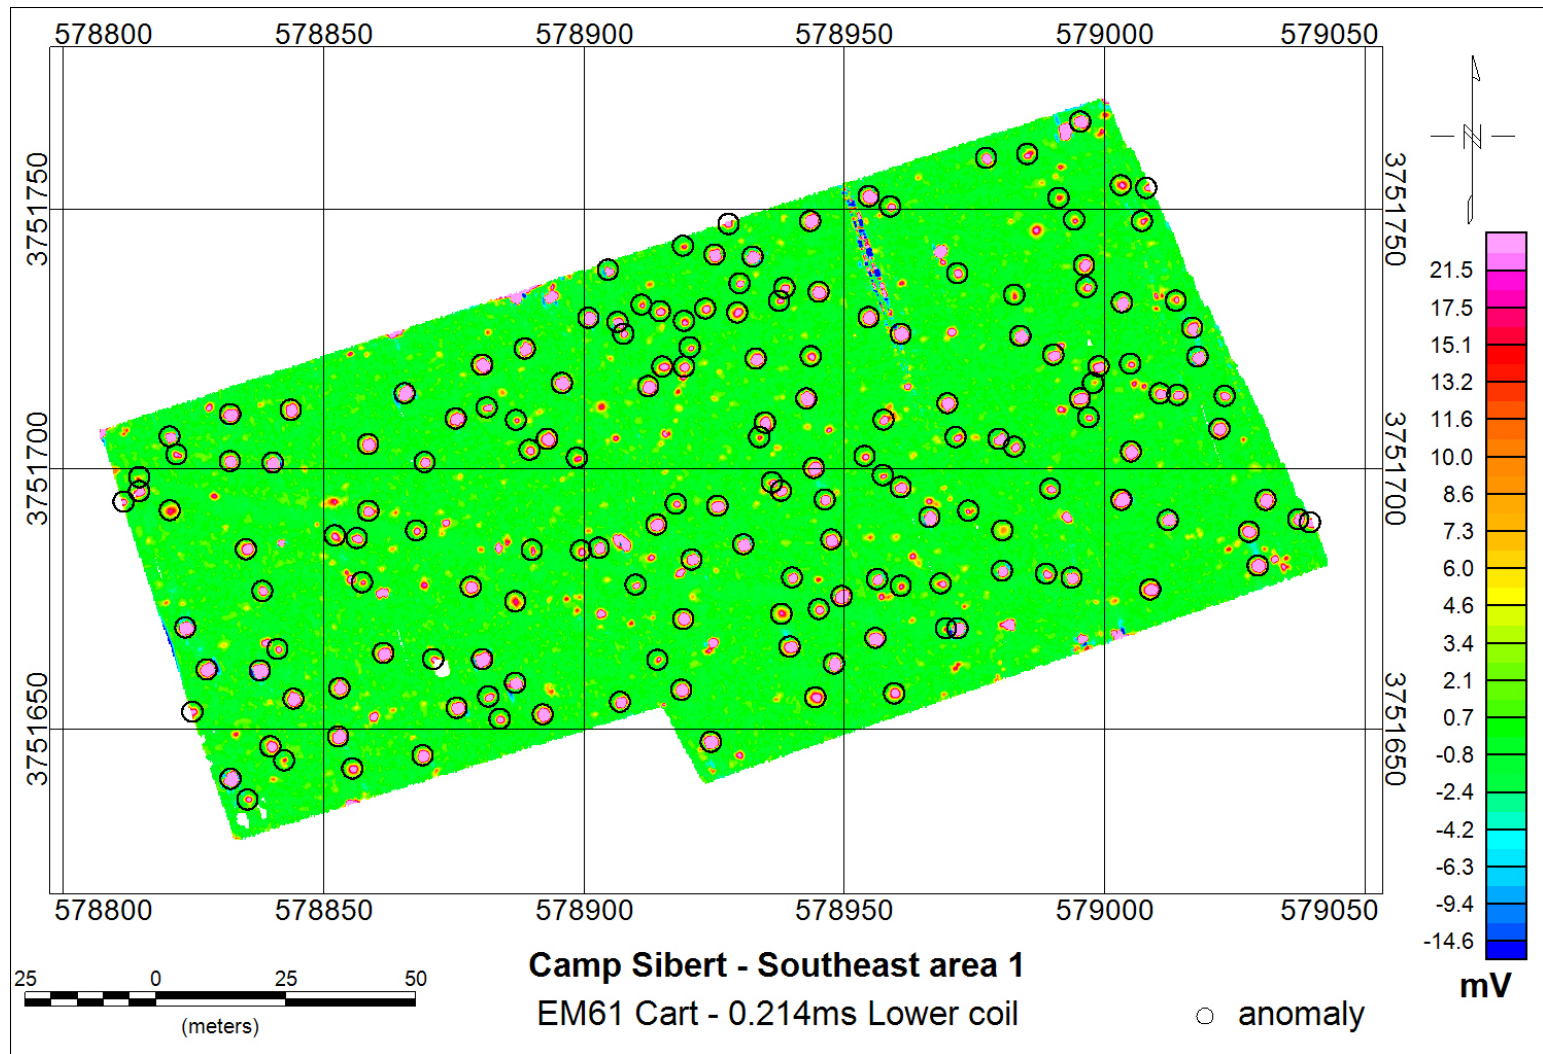 578800 578850 578900 578950 579000 579050
3751750 3751750
3751700 3751700
3751650 3751650
N
21.5
17.5
15.1
13.2
11.6
10.0
8.6
7.3
6.0
4.6
3.4
2.1
0.7
-0.8
-2.4
-4.2
-6.3
-9.4
-14.6
mV
578800 578850 578900 578950 579000 579050
25 0 25 50
(meters)
Camp Sibert - Southeast area 1
EM61 Cart - 0.214ms Lower coil
anomaly